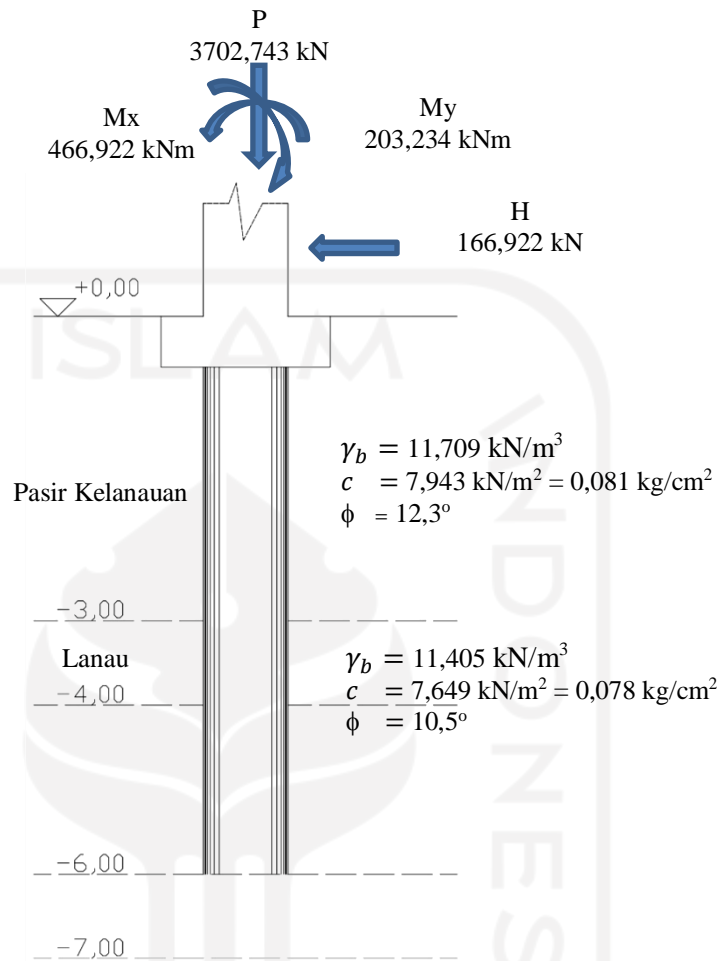 P
3702,743 kN
Mx
466,922 kNm
My
203,234 kNm
H
166,922 kN
+0,00
ISLAM
INDONES
γb = 11,709 kN/m³
c = 7,943 kN/m² = 0,081 kg/cm²
ϕ = 12,3º
Pasir Kelanauan
−3,00
Lanau
γb = 11,405 kN/m³
c = 7,649 kN/m² = 0,078 kg/cm²
ϕ = 10,5º
−4,00
−6,00
−7,00